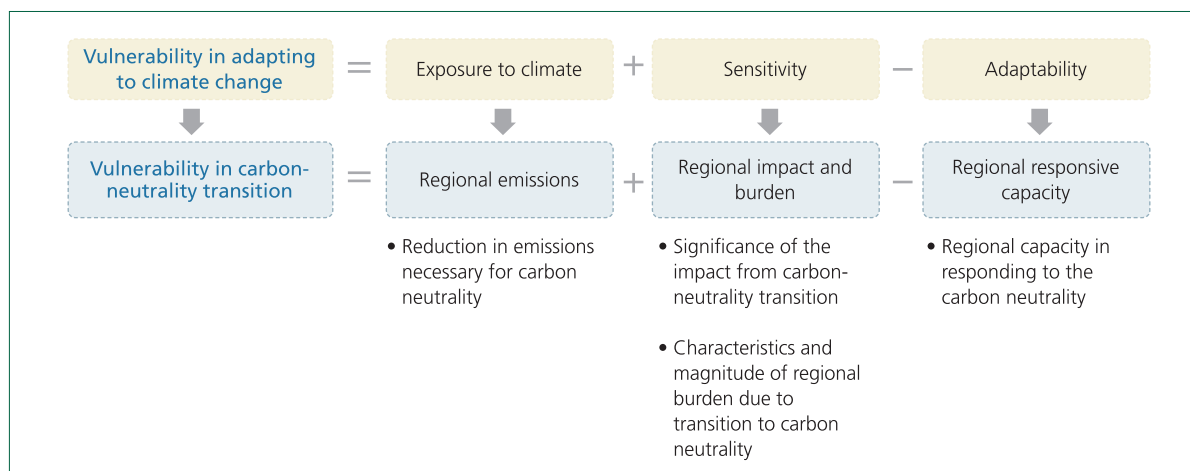 Vulnerability in adapting
to climate change
=
Exposure to climate
+
Sensitivity
−
Adaptability
Vulnerability in carbon-
neutrality transition
=
Regional emissions
+
Regional impact and
burden
−
Regional responsive
capacity
• Reduction in emissions
necessary for carbon
neutrality
• Significance of the
impact from carbon-
neutrality transition
• Characteristics and
magnitude of regional
burden due to
transition to carbon
neutrality
• Regional capacity in
responding to the
carbon neutrality